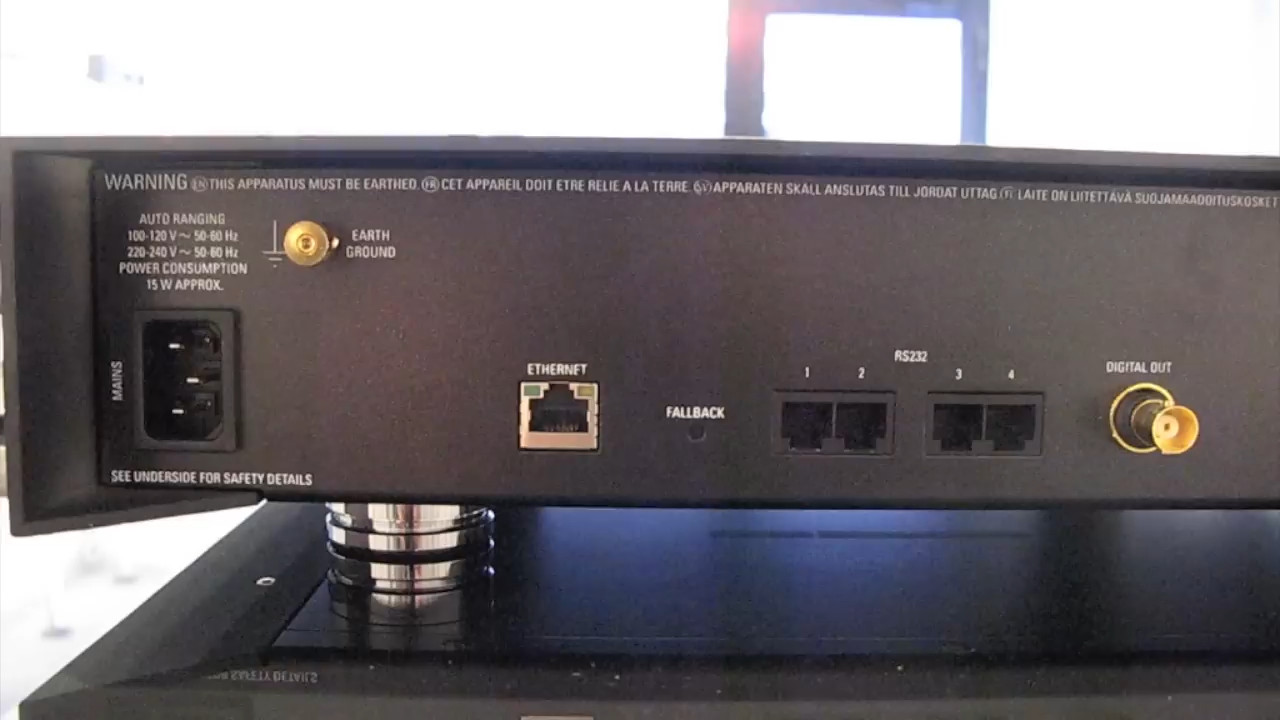 WARNING EN THIS APPARATUS MUST BE EARTHED. FR CET APPAREIL DOIT ETRE RELIE A LA TERRE. SV APPARATEN SKALL ANSLUTAS TILL JORDAT UTTAG FI LAITE ON LIITETTÄVÄ SUOJAMAADOITUSKOSKET
AUTO RANGING
100-120 V ~ 50-60 Hz
220-240 V ~ 50-60 Hz
POWER CONSUMPTION
15 W APPROX.
EARTH
GROUND
MAINS
ETHERNET
FALLBACK
RS232
1 2 3 4
DIGITAL OUT
SEE UNDERSIDE FOR SAFETY DETAILS